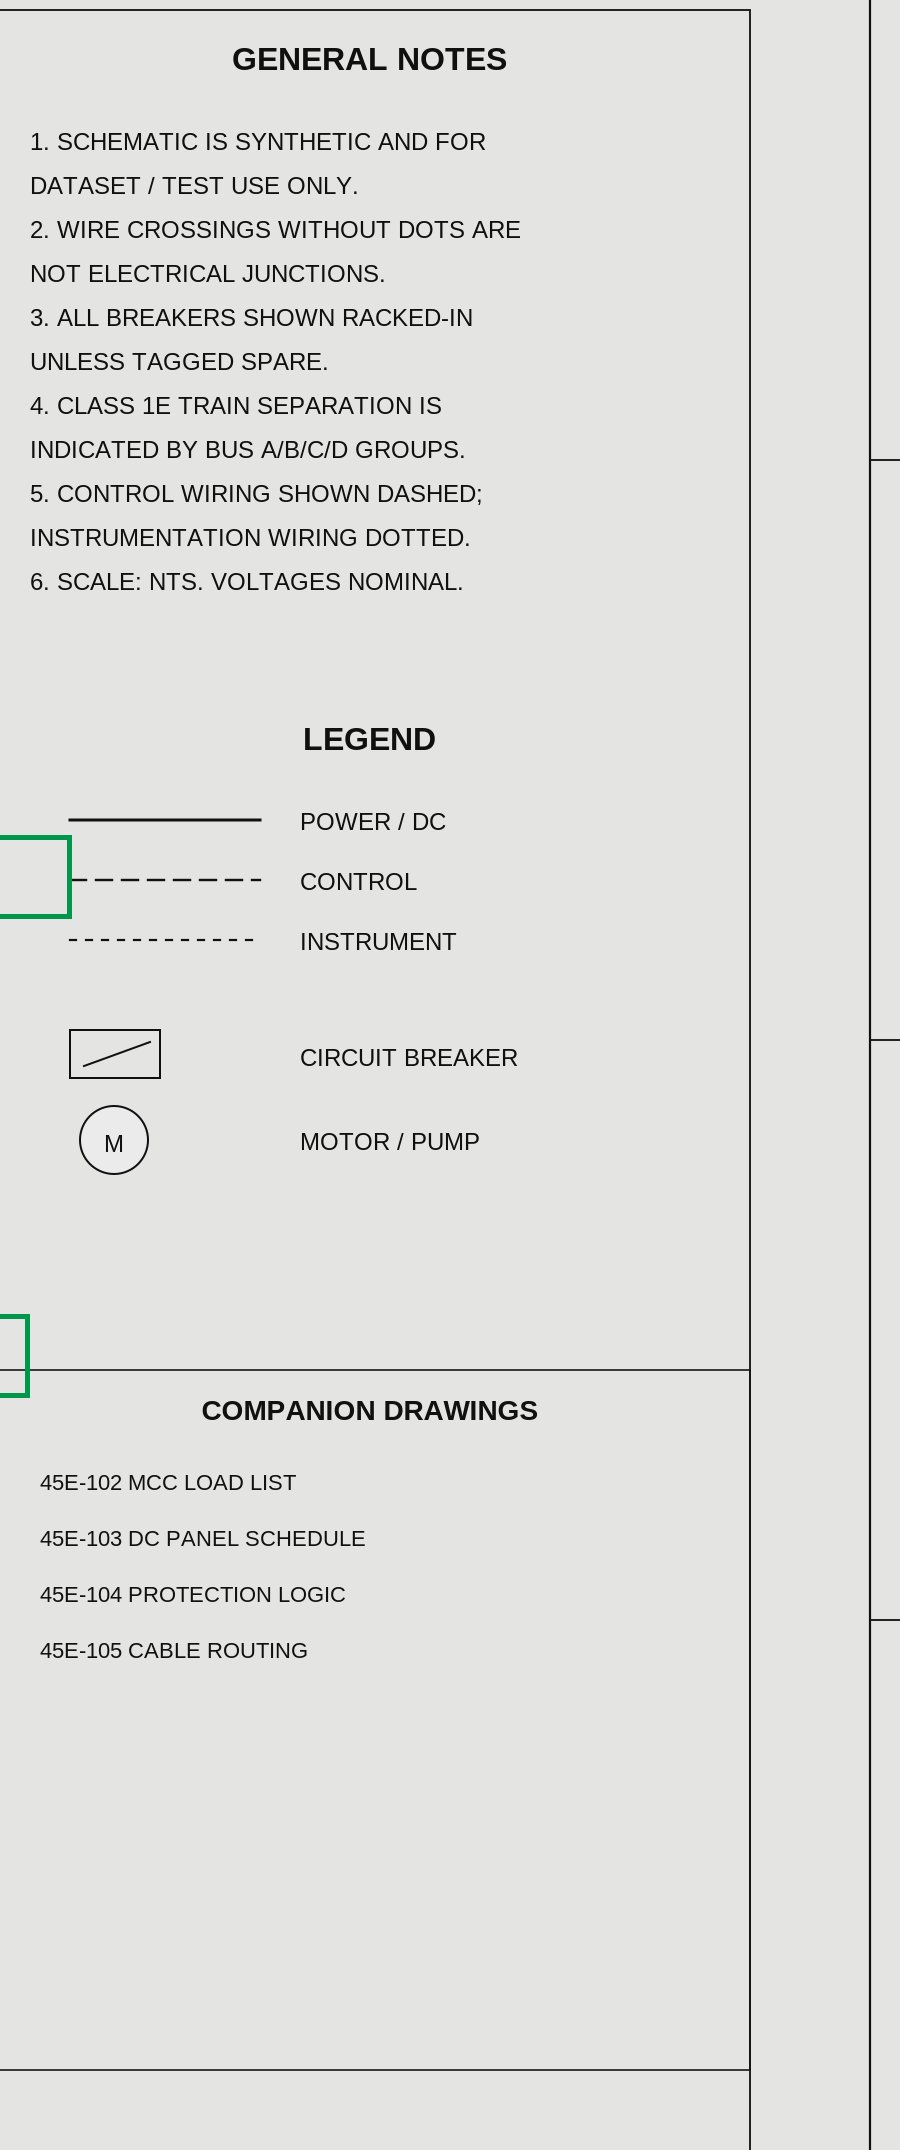 GENERAL NOTES
1. SCHEMATIC IS SYNTHETIC AND FOR
DATASET / TEST USE ONLY.
2. WIRE CROSSINGS WITHOUT DOTS ARE
NOT ELECTRICAL JUNCTIONS.
3. ALL BREAKERS SHOWN RACKED-IN
UNLESS TAGGED SPARE.
4. CLASS 1E TRAIN SEPARATION IS
INDICATED BY BUS A/B/C/D GROUPS.
5. CONTROL WIRING SHOWN DASHED;
INSTRUMENTATION WIRING DOTTED.
6. SCALE: NTS. VOLTAGES NOMINAL.
LEGEND
POWER / DC
CONTROL
INSTRUMENT
CIRCUIT BREAKER
M MOTOR / PUMP
COMPANION DRAWINGS
45E-102 MCC LOAD LIST
45E-103 DC PANEL SCHEDULE
45E-104 PROTECTION LOGIC
45E-105 CABLE ROUTING